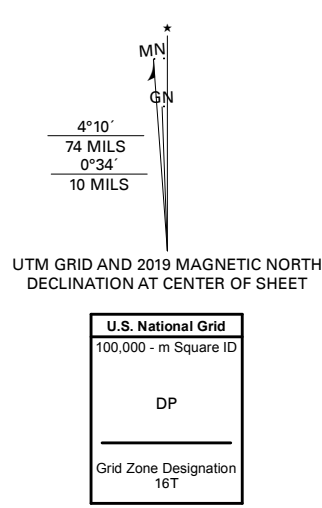 ★
MN
GN
4°10´
74 MILS
0°34´
10 MILS
UTM GRID AND 2019 MAGNETIC NORTH
DECLINATION AT CENTER OF SHEET
U.S. National Grid
100,000 - m Square ID
DP
Grid Zone Designation
16T